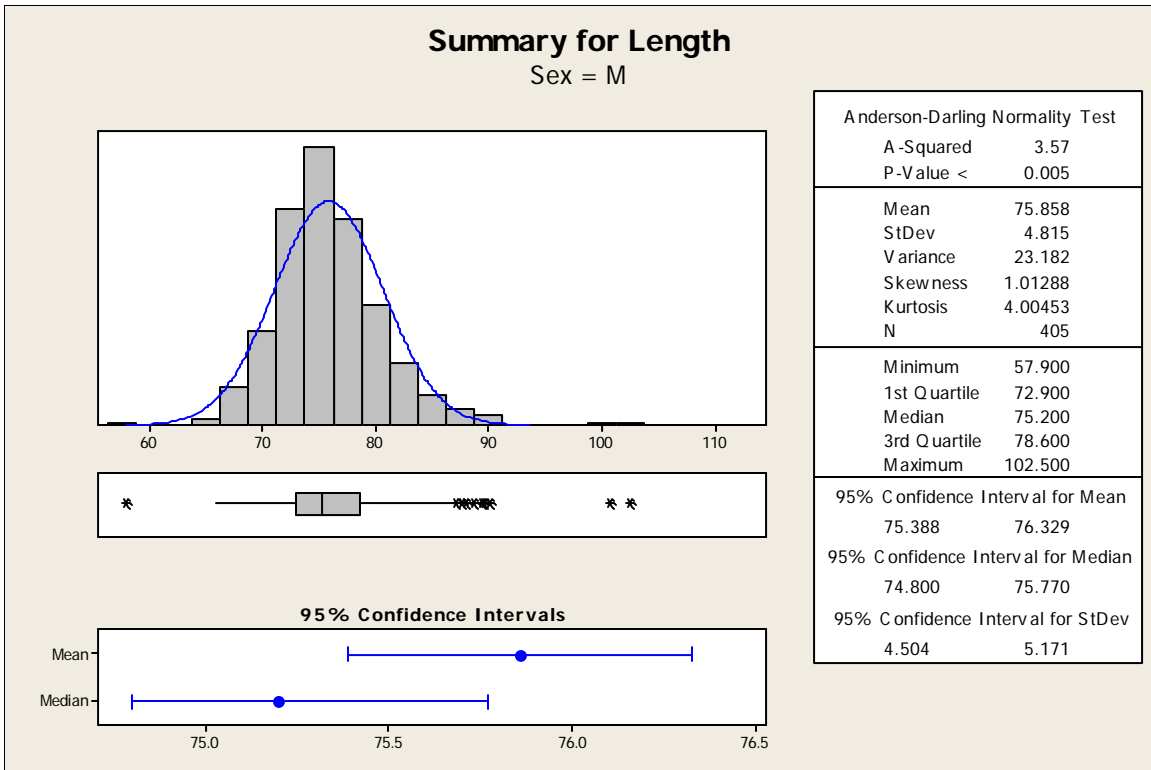 Summary for Length
Sex = M
60 70 80 90 100 110
95% Confidence Intervals
Mean
Median
75.0 75.5 76.0 76.5
Anderson-Darling Normality Test
A-Squared 3.57
P-Value < 0.005
Mean 75.858
StDev 4.815
Variance 23.182
Skewness 1.01288
Kurtosis 4.00453
N 405
Minimum 57.900
1st Quartile 72.900
Median 75.200
3rd Quartile 78.600
Maximum 102.500
95% Confidence Interval for Mean
75.388 76.329
95% Confidence Interval for Median
74.800 75.770
95% Confidence Interval for StDev
4.504 5.171